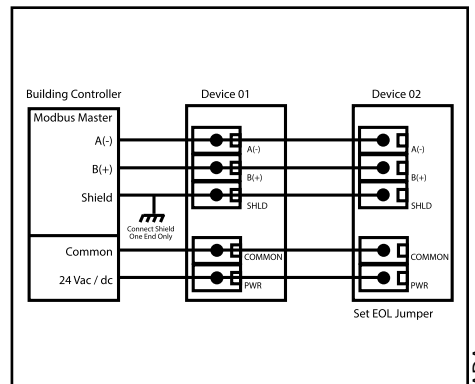 Building Controller
Device 01
Device 02
Modbus Master
A(-)
B(+)
Shield
Connect Shield
One End Only
Common
24 Vac / dc
A(-)
B(+)
SHLD
COMMON
PWR
A(-)
B(+)
SHLD
COMMON
PWR
Set EOL Jumper